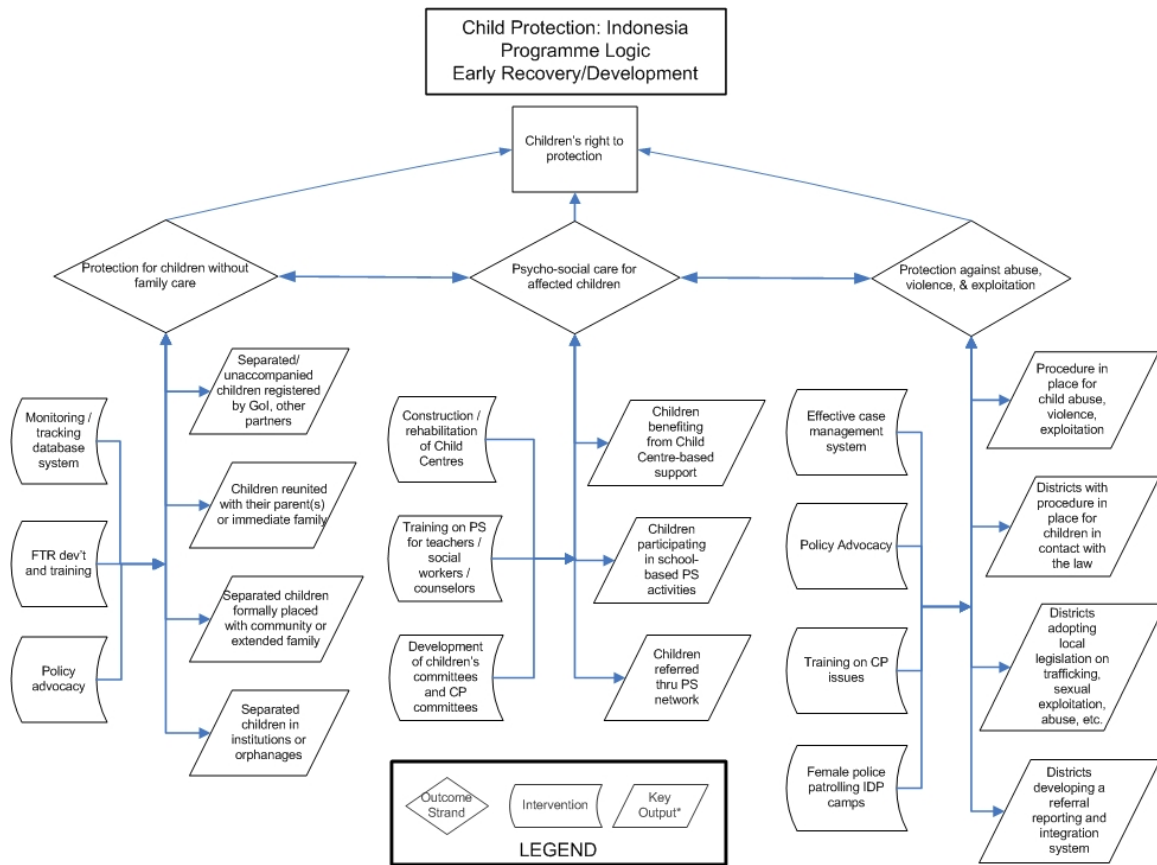 Child Protection: Indonesia
Programme Logic
Early Recovery/Development
Children's right to
protection
Protection for children without
family care
Psycho-social care for
affected children
Protection against abuse,
violence, & exploitation
Monitoring /
tracking
database
system
FTR dev't
and training
Policy
advocacy
Separated/
unaccompanied
children registered
by GoI, other
partners
Children reunited
with their parent(s)
or immediate family
Separated children
formally placed
with community or
extended family
Separated
children in
institutions or
orphanages
Construction /
rehabilitation
of Child
Centres
Training on PS
for teachers /
social
workers /
counselors
Development
of children's
committees
and CP
committees
Children
benefiting
from Child
Centre-based
support
Children
participating
in school-
based PS
activities
Children
referred
thru PS
network
Effective case
management
system
Policy Advocacy
Training on CP
issues
Female police
patrolling IDP
camps
Procedure in
place for
child abuse,
violence,
exploitation
Districts with
procedure in
place for
children in
contact with
the law
Districts
adopting
local
legislation on
trafficking,
sexual
exploitation,
abuse, etc.
Districts
developing a
referral
reporting and
integration
system
Outcome
Strand
Intervention
Key
Output*
LEGEND